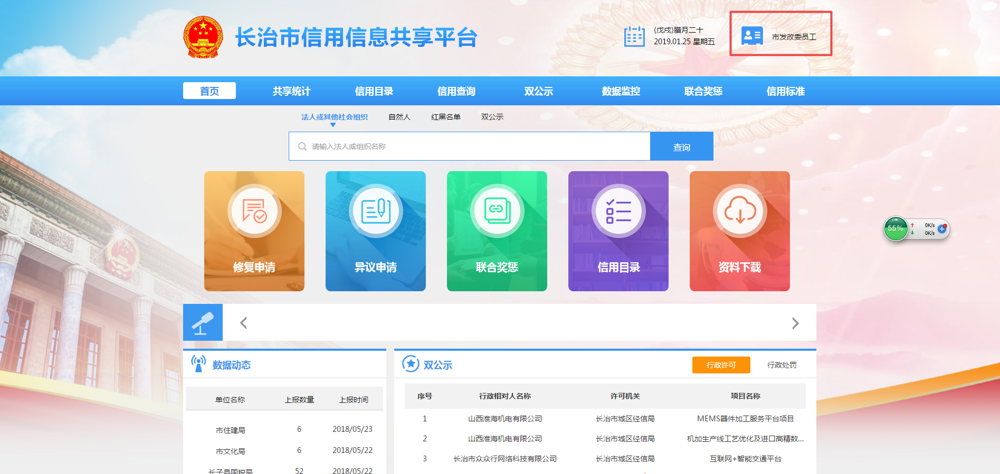 长治市信用信息共享平台
(戊戌)腊月二十
2019.01.25 星期五
市发改委员工
首页 共享统计 信用目录 信用查询 双公示 数据监控 联合奖惩 信用标准
法人或其他社会组织 自然人 红黑名单 双公示
请输入法人或组织名称 查询
修复申请 异议申请 联合奖惩 信用目录 资料下载
55%
0K/s
0K/s
数据动态
单位名称 上报数量 上报时间
市住建局 6 2018/05/23
市文化局 6 2018/05/22
长子县国税局 52 2018/05/22
双公示 行政许可 行政处罚
序号 行政相对人名称 许可机关 项目名称
1 山西淮海机电有限公司 长治市城区经信局 MEMS器件加工服务平台项目
2 山西淮海机电有限公司 长治市城区经信局 机加生产线工艺优化及进口高精数...
3 长治市众众行网络科技有限公司 长治市城区经信局 互联网+智能交通平台